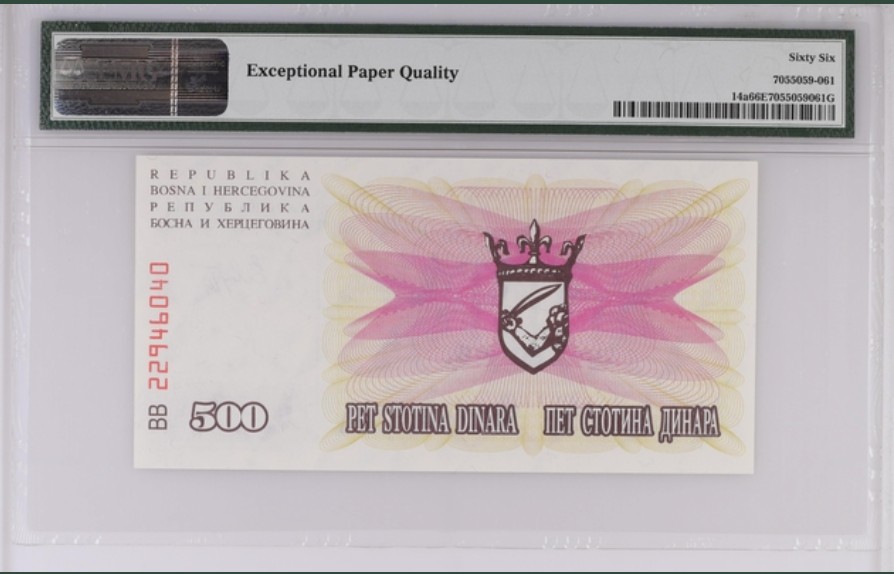 Exceptional Paper Quality
Sixty Six
7055059-061
14a66E7055059061G
REPUBLIKA
BOSNA I HERCEGOVINA
РЕПУБЛИКА
БОСНА И ХЕРЦЕГОВИНА
BB 22946040
500
PET STOTINA DINARA ПЕТ СТОТИНА ДИНАРА